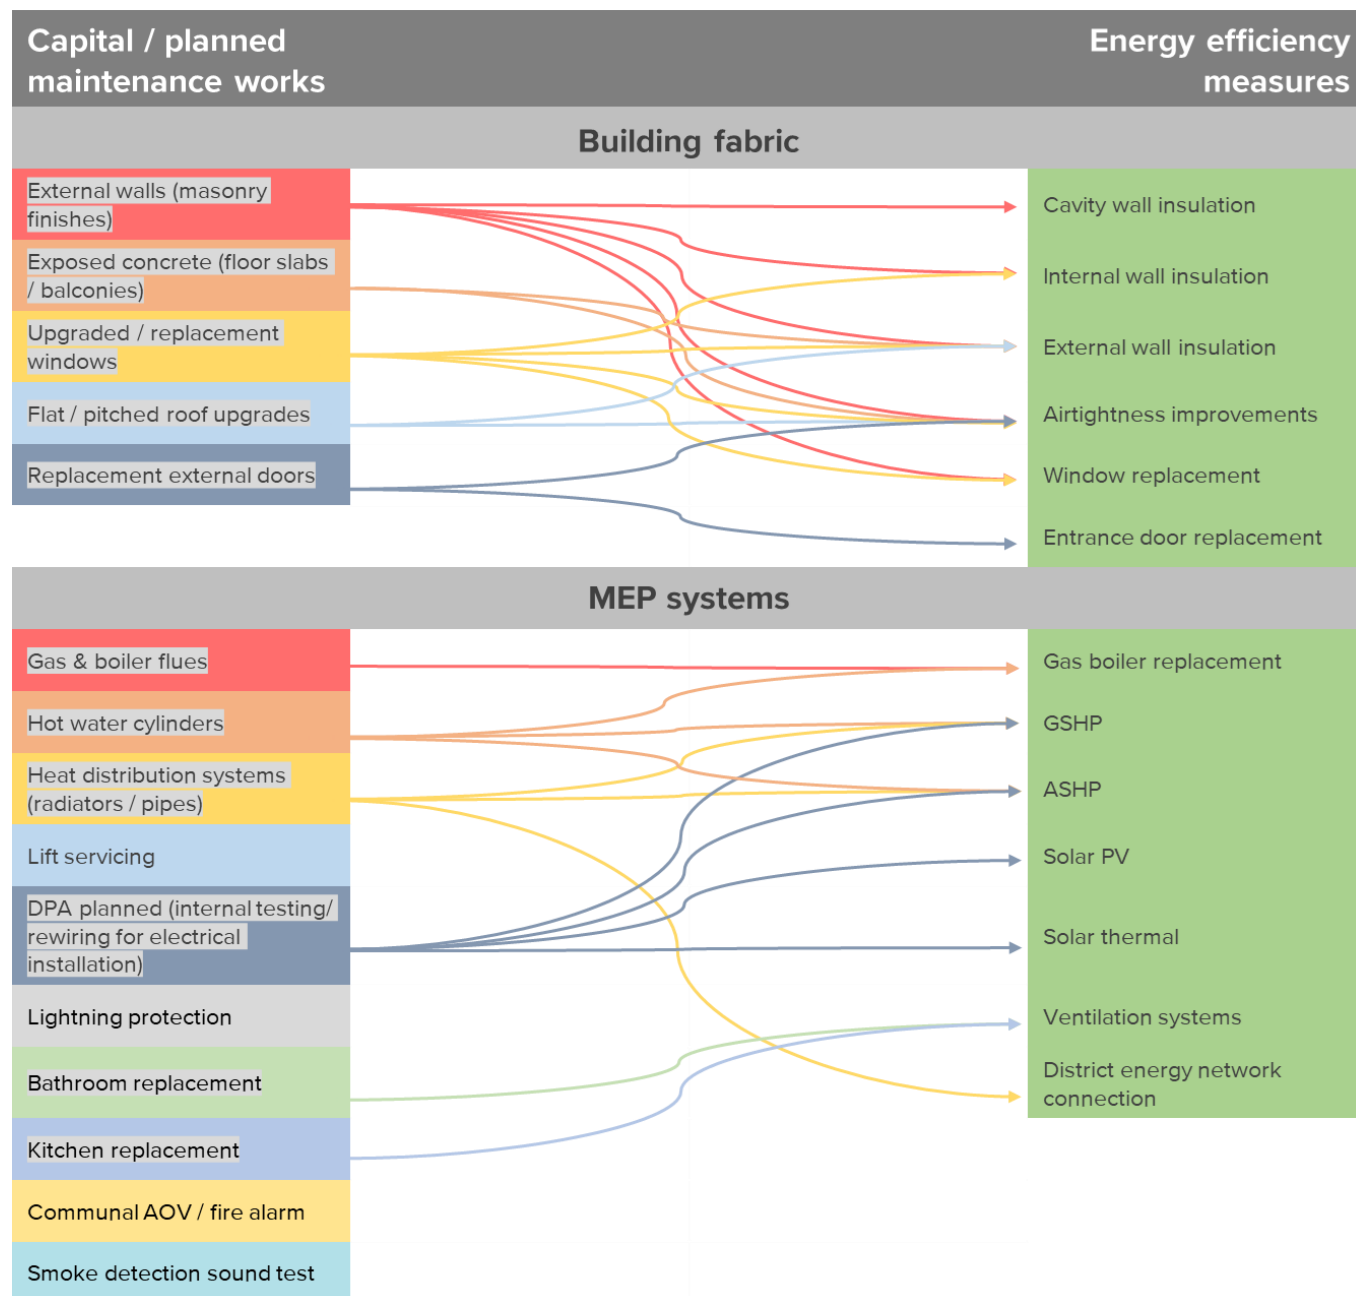 Capital / planned
maintenance works
Energy efficiency
measures
Building fabric
External walls (masonry
finishes)
Exposed concrete (floor slabs
/ balconies)
Upgraded / replacement
windows
Flat / pitched roof upgrades
Replacement external doors
Cavity wall insulation
Internal wall insulation
External wall insulation
Airtightness improvements
Window replacement
Entrance door replacement
MEP systems
Gas & boiler flues
Hot water cylinders
Heat distribution systems
(radiators / pipes)
Lift servicing
DPA planned (internal testing/
rewiring for electrical
installation)
Lightning protection
Bathroom replacement
Kitchen replacement
Communal AOV / fire alarm
Smoke detection sound test
Gas boiler replacement
GSHP
ASHP
Solar PV
Solar thermal
Ventilation systems
District energy network
connection